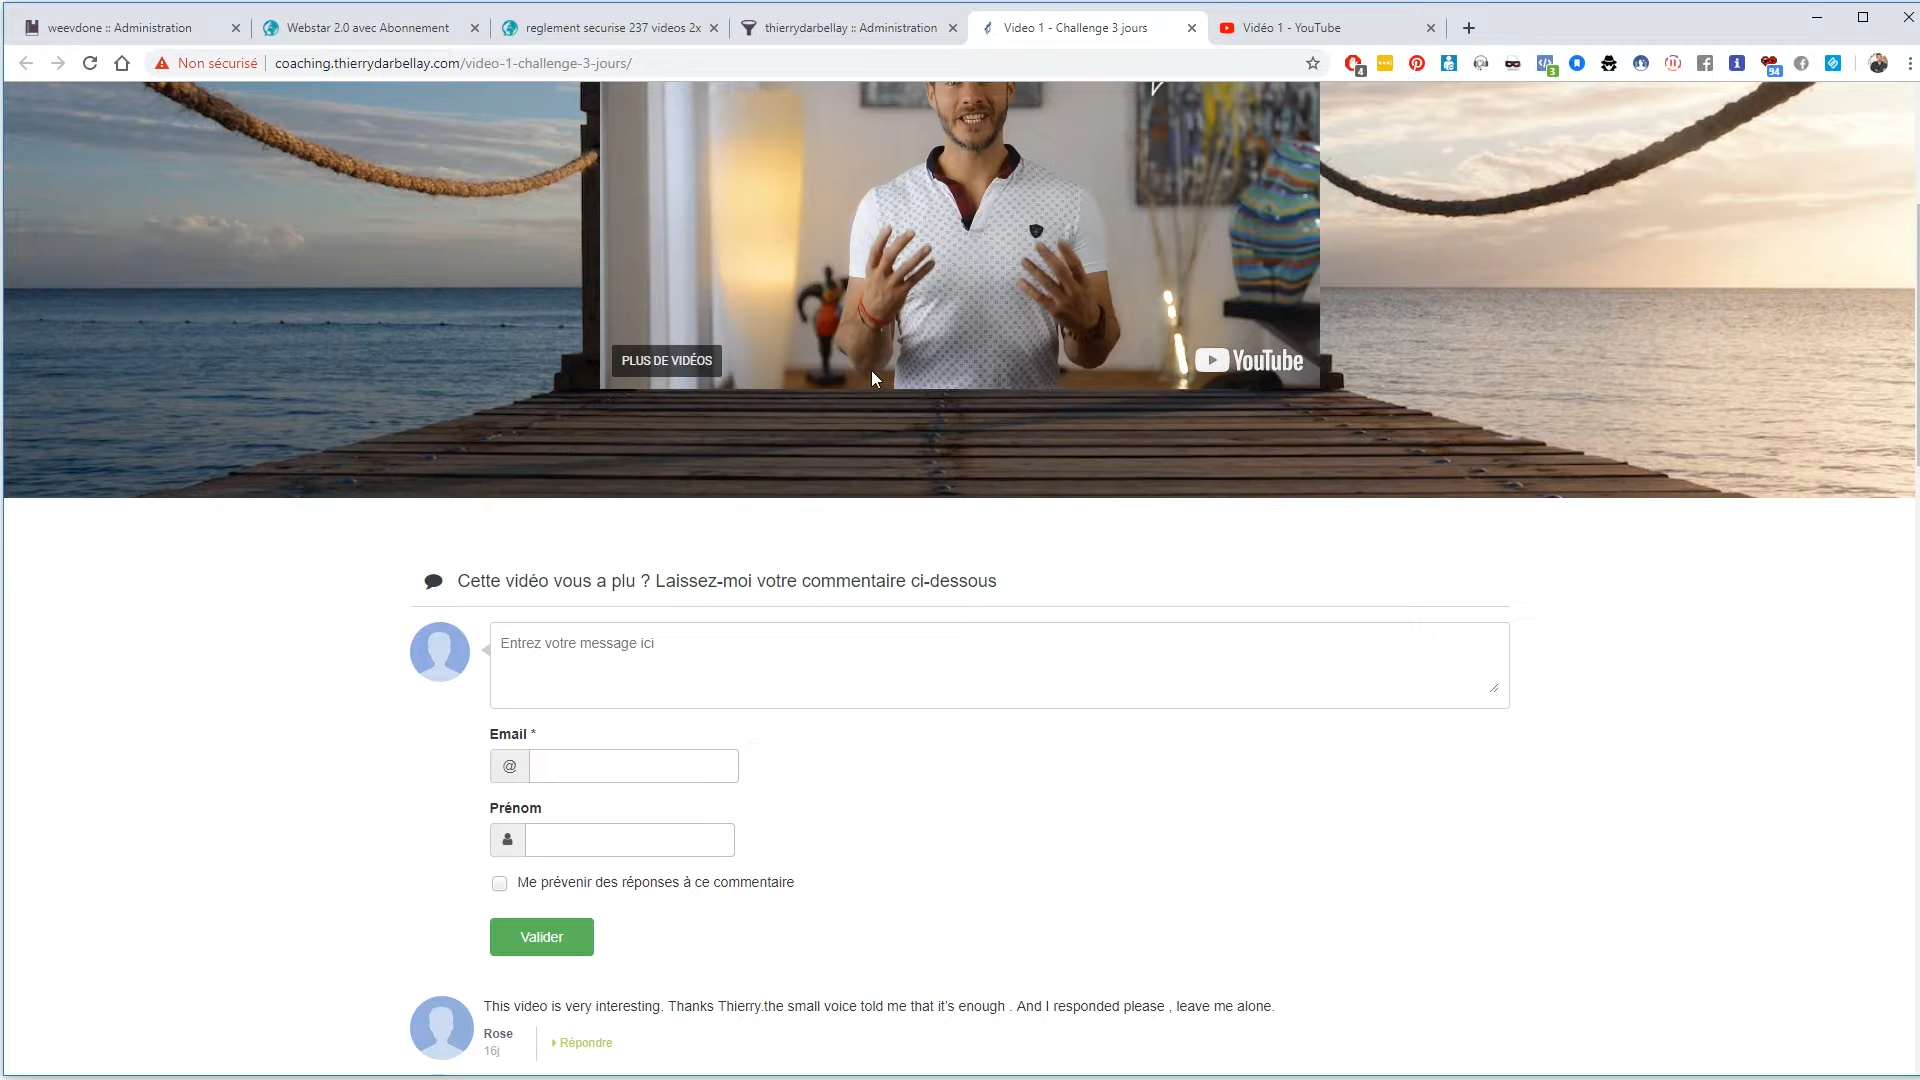 weevdone :: Administration
Webstar 2.0 avec Abonnement
reglement securise 237 videos 2x
thierrydarbellay :: Administration
Video 1 - Challenge 3 jours
Vidéo 1 - YouTube
Non sécurisé
coaching.thierrydarbellay.com/video-1-challenge-3-jours/
4
3
94
PLUS DE VIDÉOS
YouTube
Cette vidéo vous a plu ? Laissez-moi votre commentaire ci-dessous
Entrez votre message ici
Email *
@
Prénom
Me prévenir des réponses à ce commentaire
Valider
This video is very interesting. Thanks Thierry.the small voice told me that it's enough . And I responded please , leave me alone.
Rose
16j
Répondre